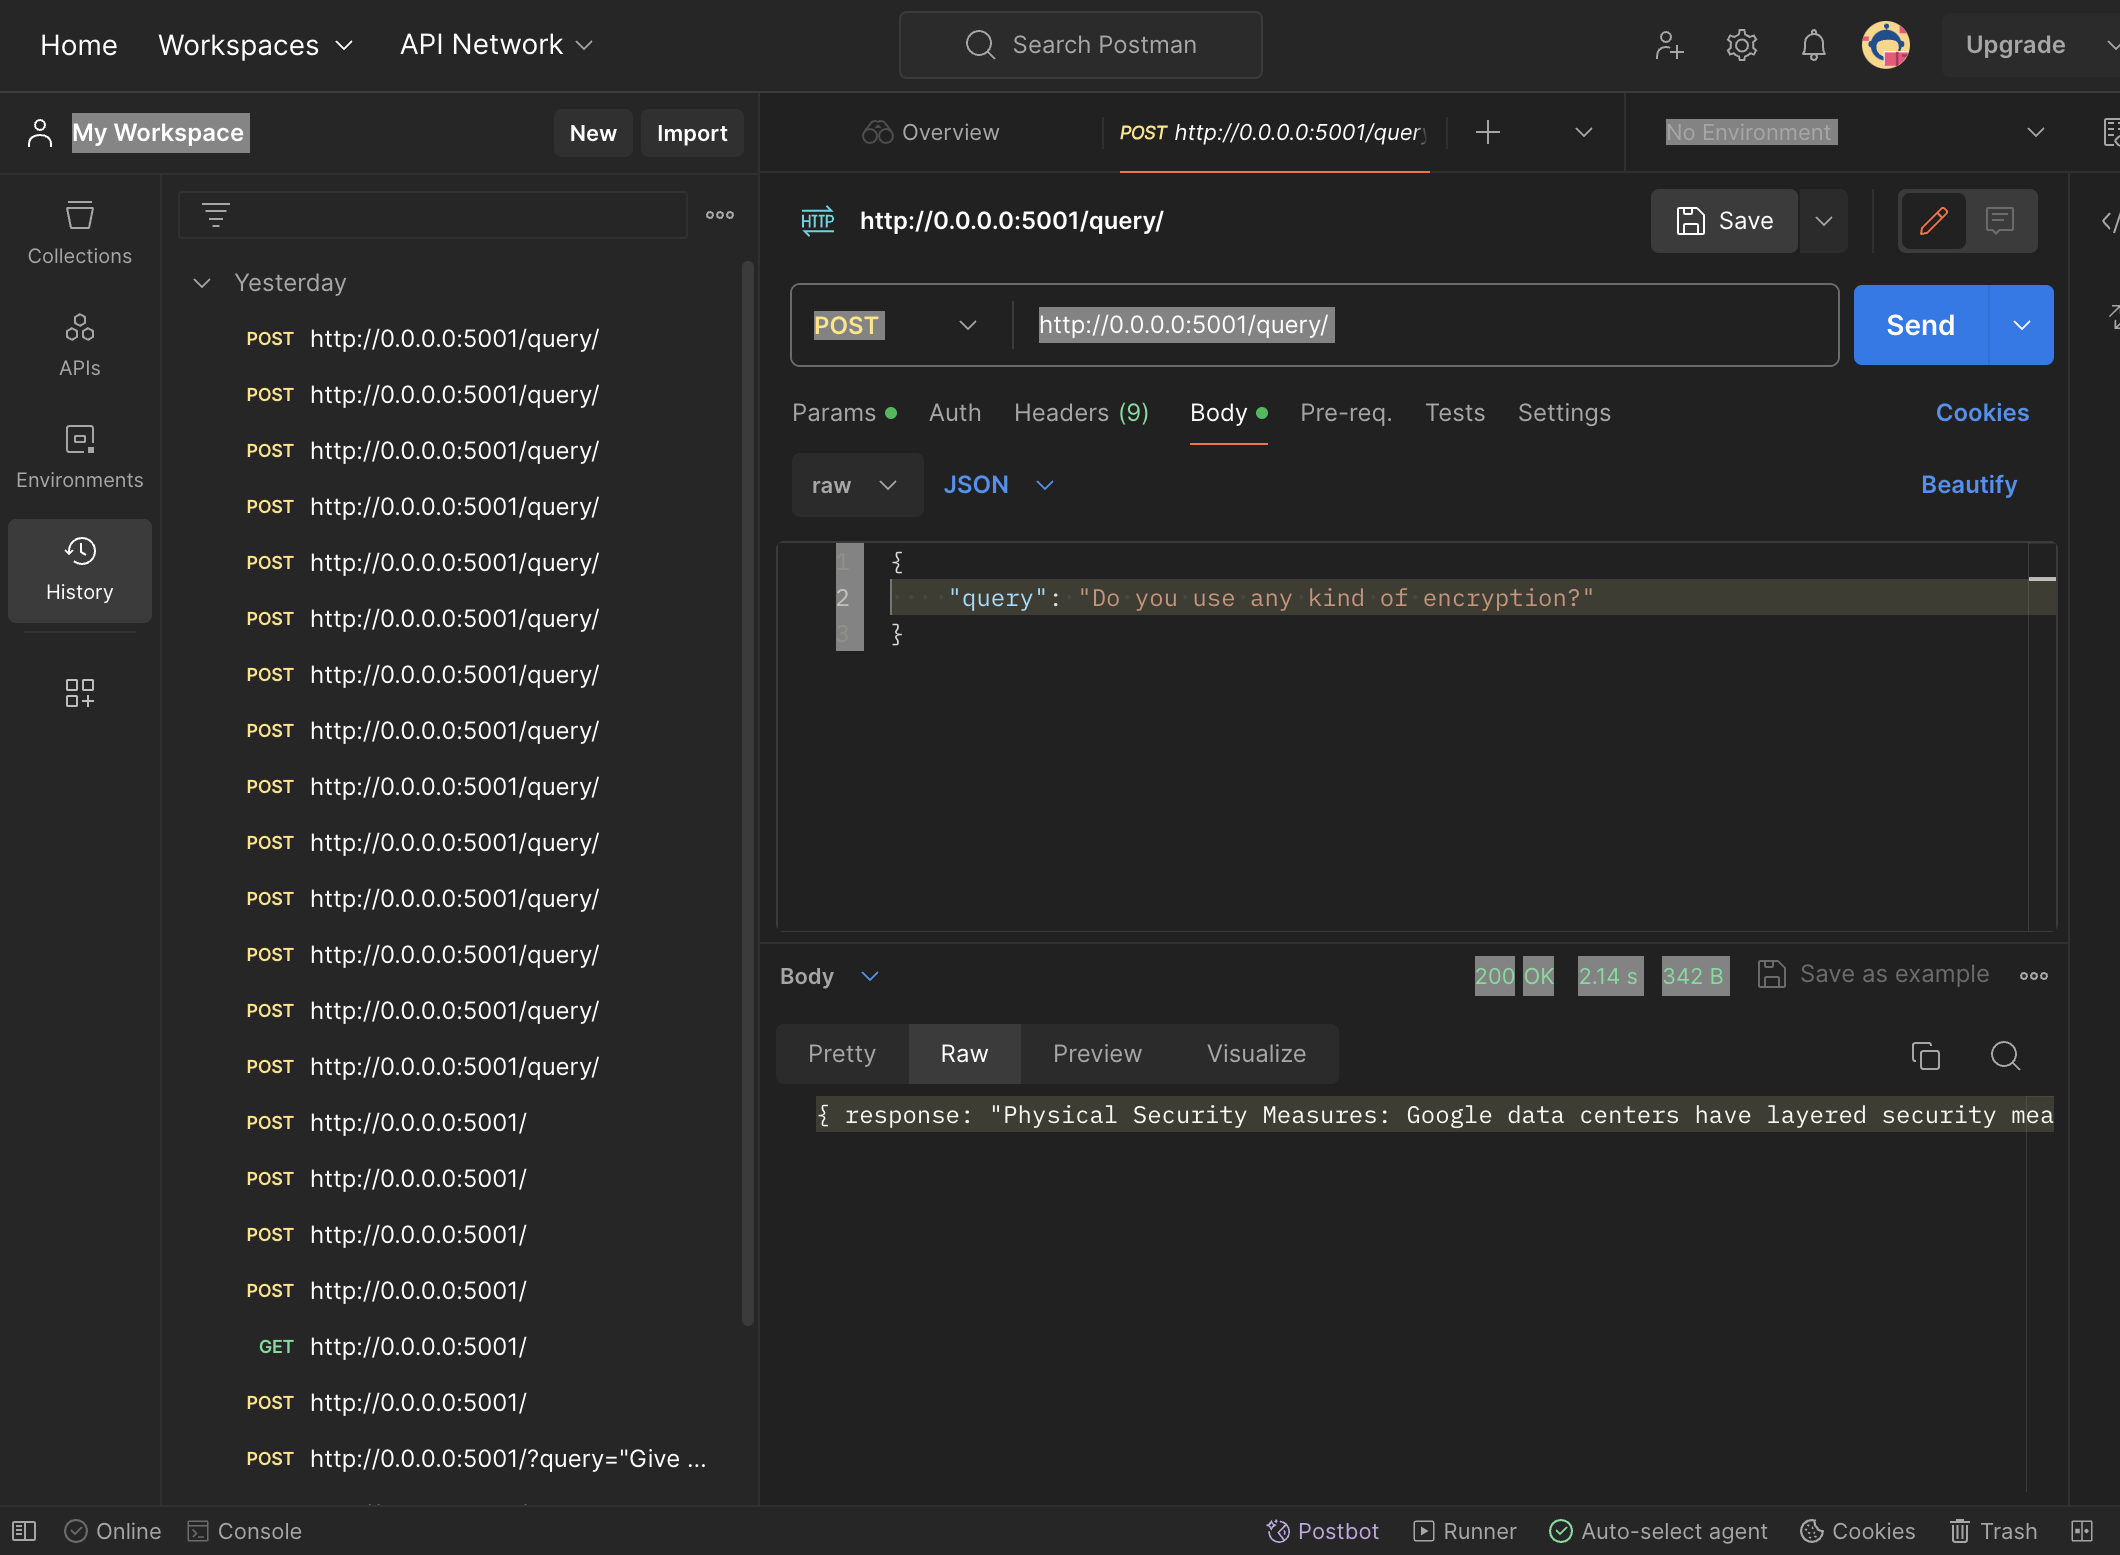 Home Workspaces API Network Search Postman Upgrade
My Workspace New Import
Overview POST http://0.0.0.0:5001/query No Environment
Collections
APIs
Environments
History
Yesterday
POST http://0.0.0.0:5001/query/
POST http://0.0.0.0:5001/query/
POST http://0.0.0.0:5001/query/
POST http://0.0.0.0:5001/query/
POST http://0.0.0.0:5001/query/
POST http://0.0.0.0:5001/query/
POST http://0.0.0.0:5001/query/
POST http://0.0.0.0:5001/query/
POST http://0.0.0.0:5001/query/
POST http://0.0.0.0:5001/query/
POST http://0.0.0.0:5001/query/
POST http://0.0.0.0:5001/query/
POST http://0.0.0.0:5001/query/
POST http://0.0.0.0:5001/query/
POST http://0.0.0.0:5001/
POST http://0.0.0.0:5001/
POST http://0.0.0.0:5001/
POST http://0.0.0.0:5001/
GET http://0.0.0.0:5001/
POST http://0.0.0.0:5001/
POST http://0.0.0.0:5001/?query="Give ...
HTTP http://0.0.0.0:5001/query/ Save
POST http://0.0.0.0:5001/query/ Send
Params Auth Headers (9) Body Pre-req. Tests Settings Cookies
raw JSON Beautify
1 {
2 "query": "Do you use any kind of encryption?"
3 }
Body 200 OK 2.14 s 342 B Save as example
Pretty Raw Preview Visualize
{ response: "Physical Security Measures: Google data centers have layered security mea
Online Console Postbot Runner Auto-select agent Cookies Trash